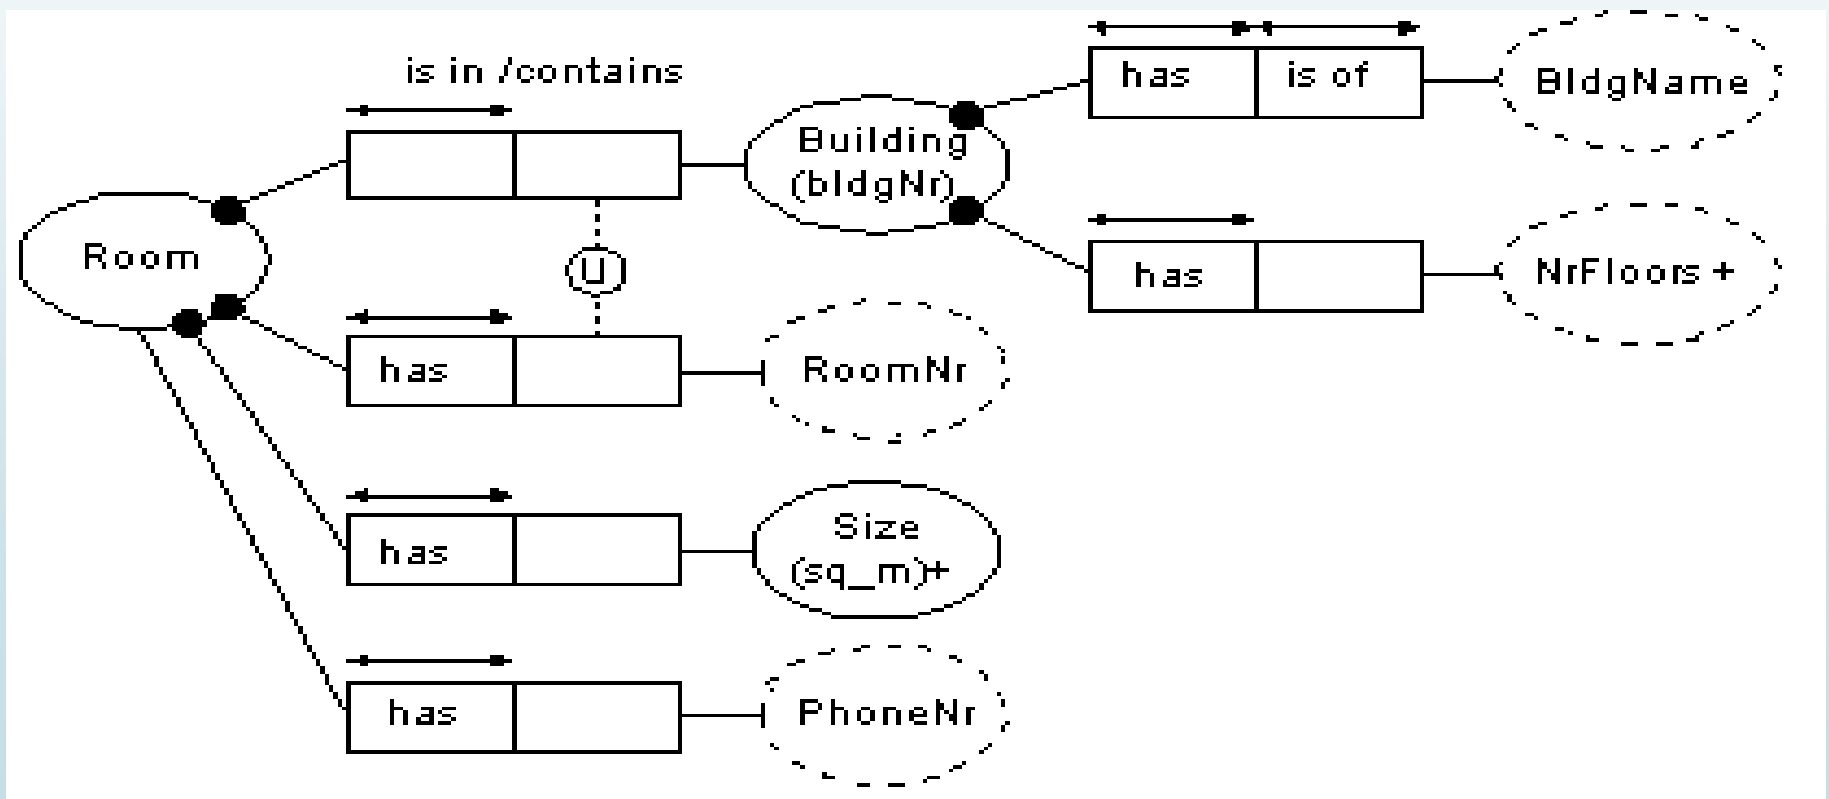 is in /contains
has
is of
BldgName
Building
(bldgNr)
Room
has
NrFloors +
U
has
RoomNr
has
Size
(sq_m)+
has
PhoneNr